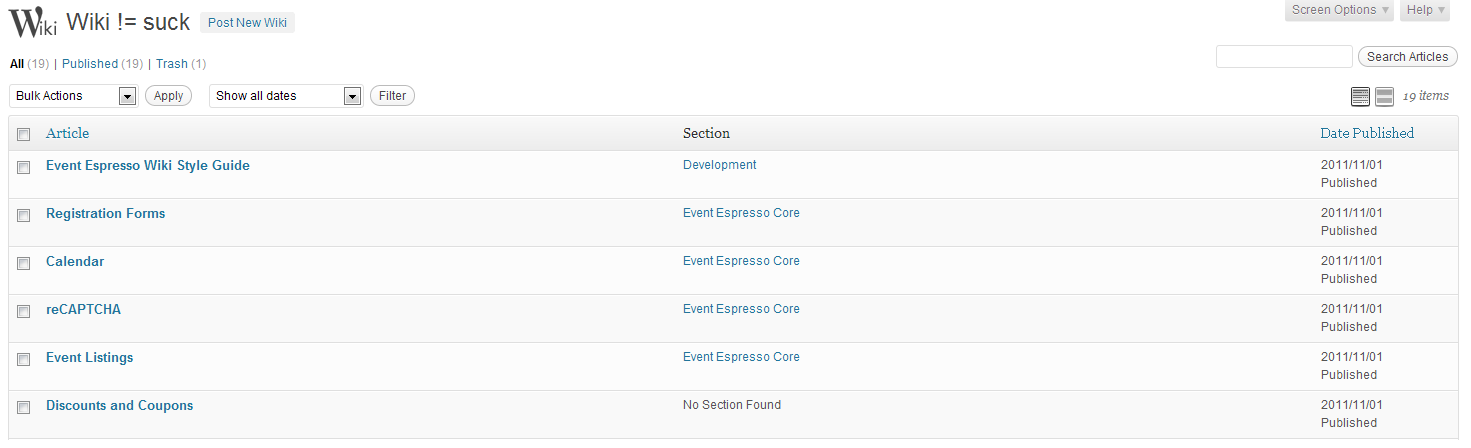 Wiki Wiki != suck Post New Wiki Screen Options Help
All (19) | Published (19) | Trash (1) Search Articles
Bulk Actions Apply Show all dates Filter 19 items
Article Section Date Published
Event Espresso Wiki Style Guide Development 2011/11/01
Published
Registration Forms Event Espresso Core 2011/11/01
Published
Calendar Event Espresso Core 2011/11/01
Published
reCAPTCHA Event Espresso Core 2011/11/01
Published
Event Listings Event Espresso Core 2011/11/01
Published
Discounts and Coupons No Section Found 2011/11/01
Published